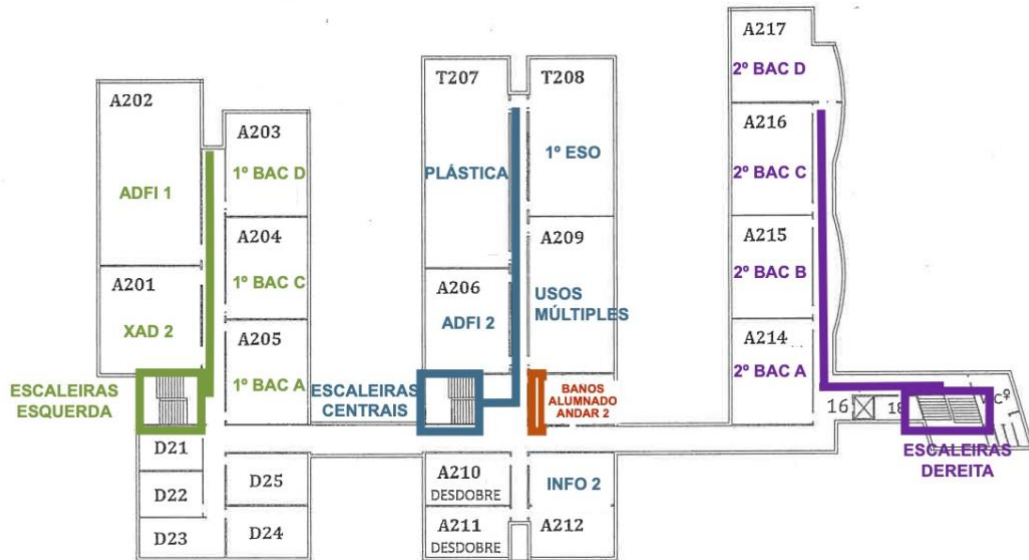 A202
ADFI 1
A201
XAD 2
A203
1º BAC D
A204
1º BAC C
A205
1º BAC A
ESCALEIRAS
ESQUERDA
D21
D22
D23
D25
D24
T207
PLÁSTICA
A206
ADFI 2
ESCALEIRAS
CENTRAIS
T208
1º ESO
A209
USOS
MÚLTIPLES
BANOS
ALUMNADO
ANDAR 2
A210
DESDOBRE
A211
DESDOBRE
INFO 2
A212
A217
2º BAC D
A216
2º BAC C
A215
2º BAC B
A214
2º BAC A
16
18
ESCALEIRAS
DEREITA